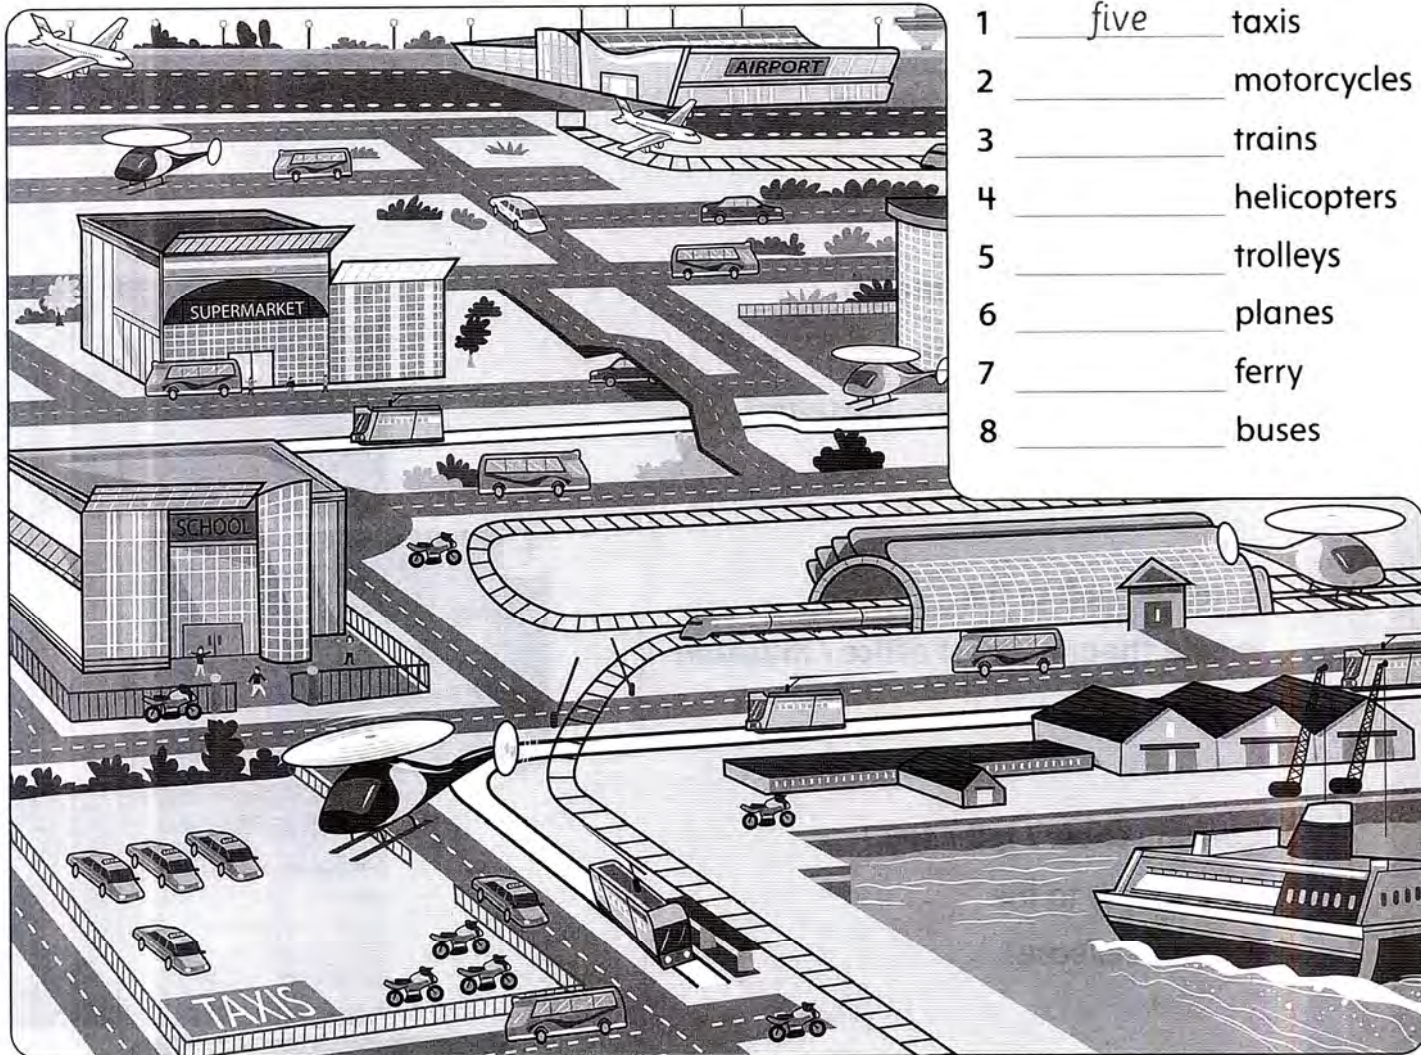 1 five taxis
2 motorcycles
3 trains
4 helicopters
5 trolleys
6 planes
7 ferry
8 buses
AIRPORT
SUPERMARKET
SCHOOL
TAXIS